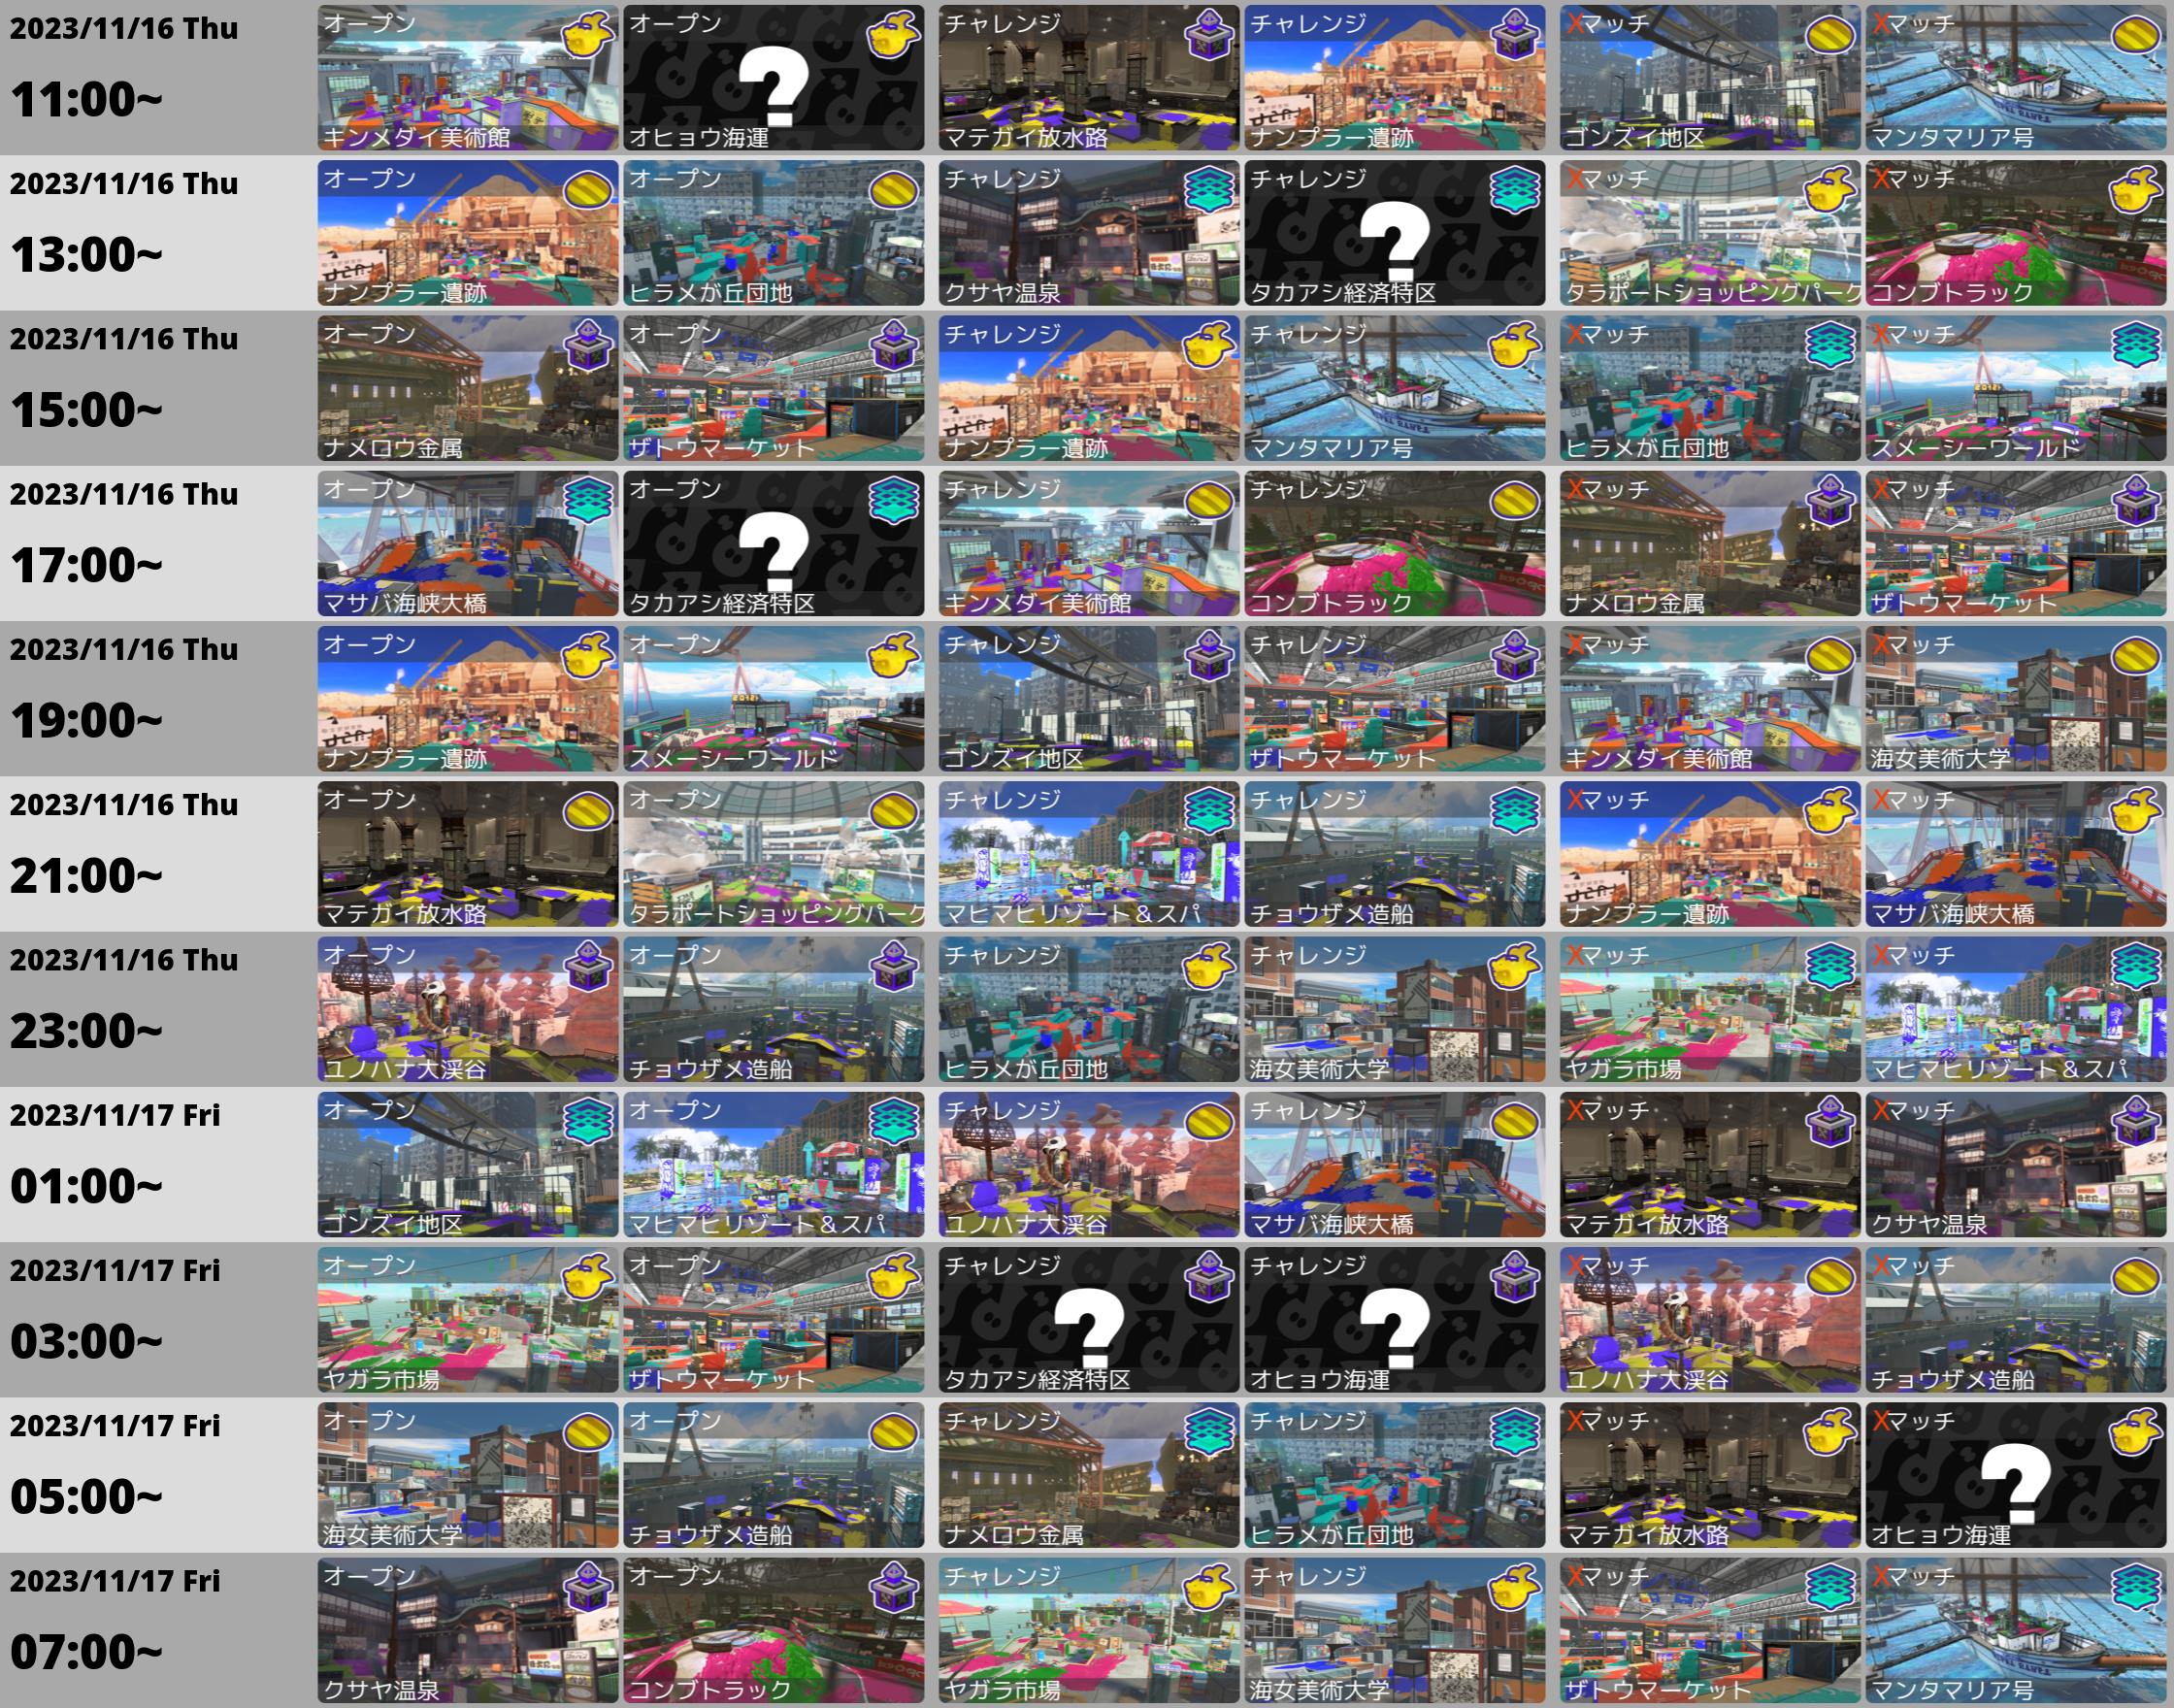 2023/11/16 Thu
11:00~
オープン
キンメダイ美術館
オープン
オヒョウ海運
チャレンジ
マテガイ放水路
チャレンジ
ナンプラー遺跡
Xマッチ
ゴンズイ地区
Xマッチ
マンタマリア号
2023/11/16 Thu
13:00~
オープン
ナンプラー遺跡
オープン
ヒラメが丘団地
チャレンジ
クサヤ温泉
チャレンジ
タカアシ経済特区
Xマッチ
タラポートショッピングパーク
Xマッチ
コンブトラック
2023/11/16 Thu
15:00~
オープン
ナメロウ金属
オープン
ザトウマーケット
チャレンジ
ナンプラー遺跡
チャレンジ
マンタマリア号
Xマッチ
ヒラメが丘団地
Xマッチ
スメーシーワールド
2023/11/16 Thu
17:00~
オープン
マサバ海峡大橋
オープン
タカアシ経済特区
チャレンジ
キンメダイ美術館
チャレンジ
コンブトラック
Xマッチ
ナメロウ金属
Xマッチ
ザトウマーケット
2023/11/16 Thu
19:00~
オープン
ナンプラー遺跡
オープン
スメーシーワールド
チャレンジ
ゴンズイ地区
チャレンジ
ザトウマーケット
Xマッチ
キンメダイ美術館
Xマッチ
海女美術大学
2023/11/16 Thu
21:00~
オープン
マテガイ放水路
オープン
タラポートショッピングパーク
チャレンジ
マヒマヒリゾート&スパ
チャレンジ
チョウザメ造船
Xマッチ
ナンプラー遺跡
Xマッチ
マサバ海峡大橋
2023/11/16 Thu
23:00~
オープン
ユノハナ大渓谷
オープン
チョウザメ造船
チャレンジ
ヒラメが丘団地
チャレンジ
海女美術大学
Xマッチ
ヤガラ市場
Xマッチ
マヒマヒリゾート&スパ
2023/11/17 Fri
01:00~
オープン
ゴンズイ地区
オープン
マヒマヒリゾート&スパ
チャレンジ
ユノハナ大渓谷
チャレンジ
マサバ海峡大橋
Xマッチ
マテガイ放水路
Xマッチ
クサヤ温泉
2023/11/17 Fri
03:00~
オープン
ヤガラ市場
オープン
ザトウマーケット
チャレンジ
タカアシ経済特区
チャレンジ
オヒョウ海運
Xマッチ
ユノハナ大渓谷
Xマッチ
チョウザメ造船
2023/11/17 Fri
05:00~
オープン
海女美術大学
オープン
チョウザメ造船
チャレンジ
ナメロウ金属
チャレンジ
ヒラメが丘団地
Xマッチ
マテガイ放水路
Xマッチ
オヒョウ海運
2023/11/17 Fri
07:00~
オープン
クサヤ温泉
オープン
コンブトラック
チャレンジ
ヤガラ市場
チャレンジ
海女美術大学
Xマッチ
ザトウマーケット
Xマッチ
マンタマリア号